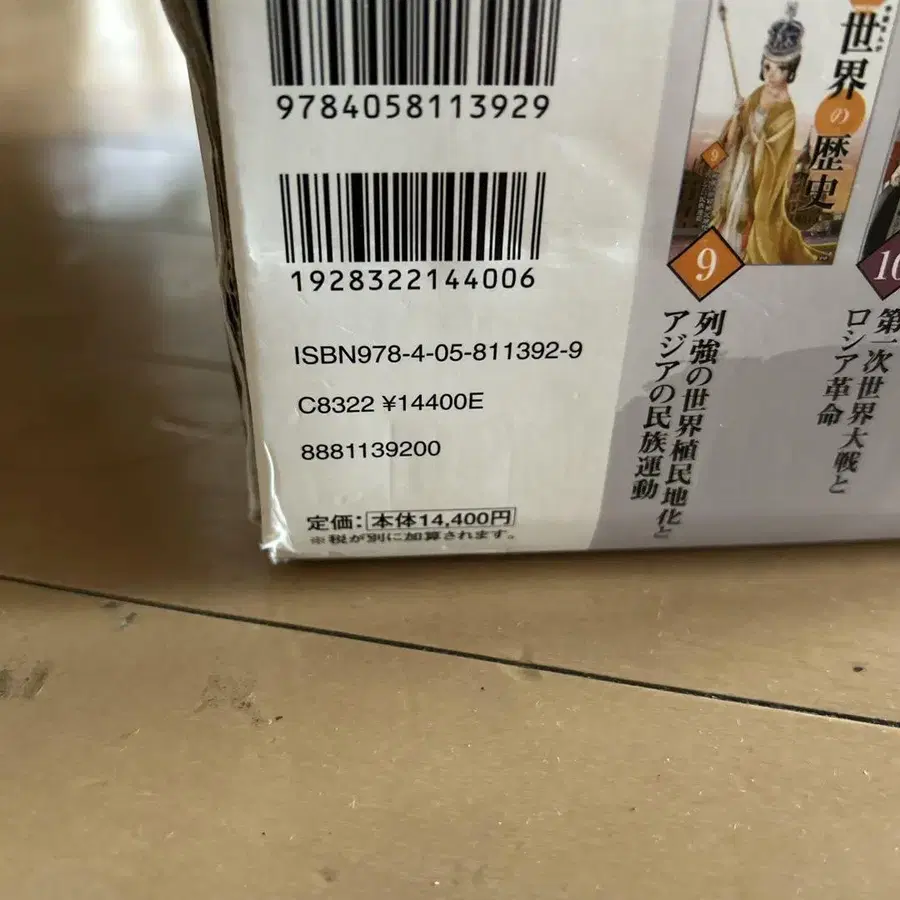 9784058113929
1928322144006
ISBN978-4-05-811392-9
C8322 ¥14400E
8881139200
定価：本体14,400円
※税が別に加算されます。
世界の歴史
9
9
列強の世界植民地化と
アジアの民族運動
10
第一次世界大戦と
ロシア革命